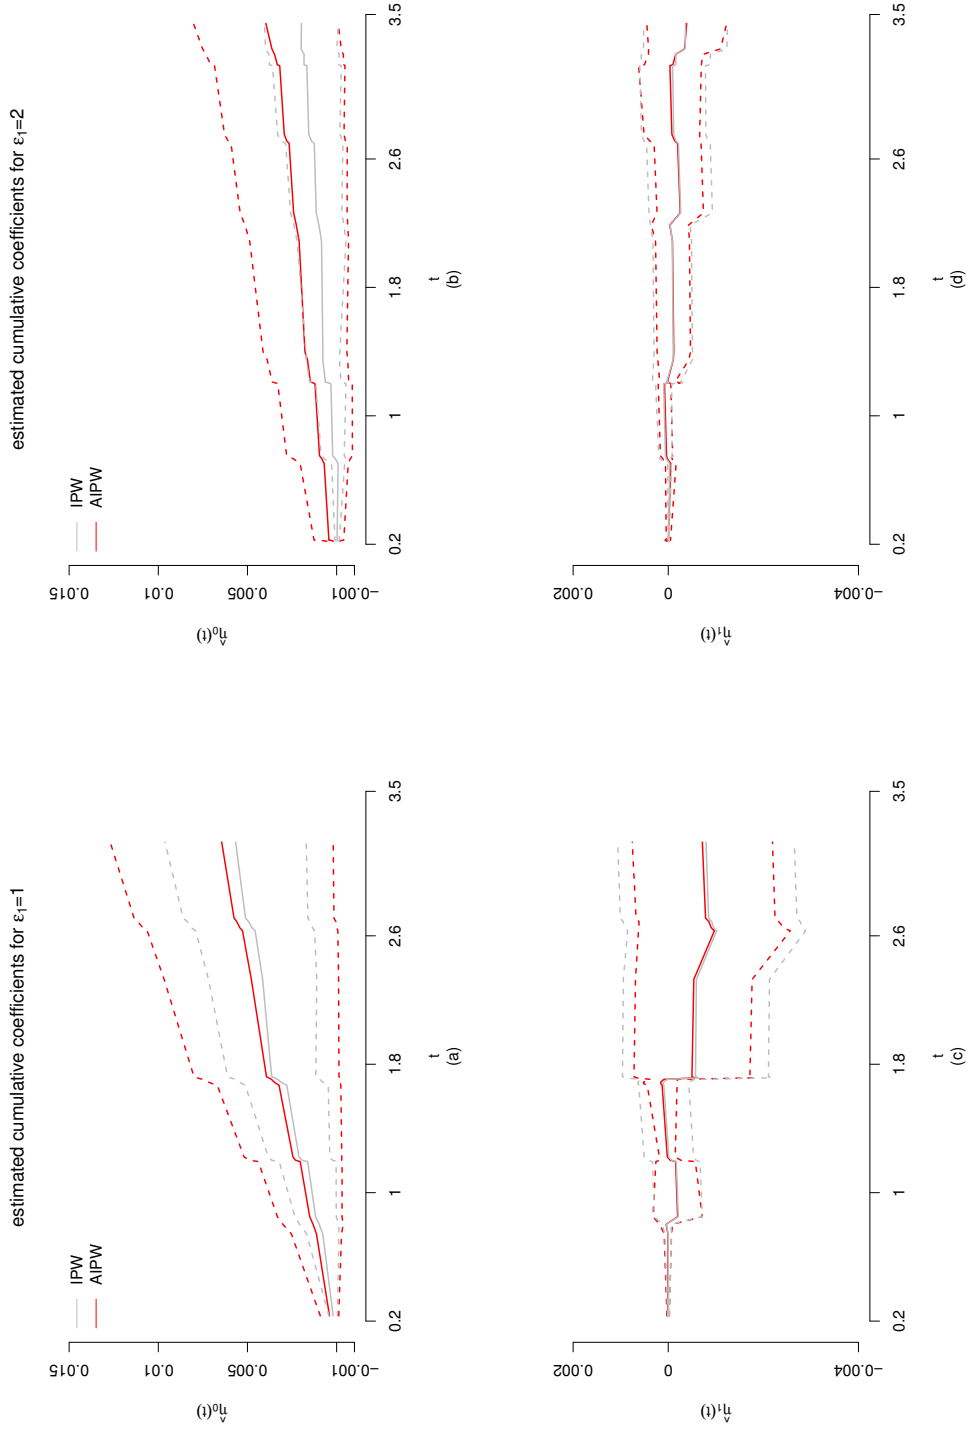 estimated cumulative coefficients for ε₁=1
IPW
AIPW
η̂₀(t)
0.015
0.01
0.005
−0.001
0.2
1
1.8
2.6
3.5
t
(a)
estimated cumulative coefficients for ε₁=2
IPW
AIPW
η̂₀(t)
0.015
0.01
0.005
−0.001
0.2
1
1.8
2.6
3.5
t
(b)
η̂₁(t)
0.002
0
−0.004
0.2
1
1.8
2.6
3.5
t
(c)
η̂₁(t)
0.002
0
−0.004
0.2
1
1.8
2.6
3.5
t
(d)